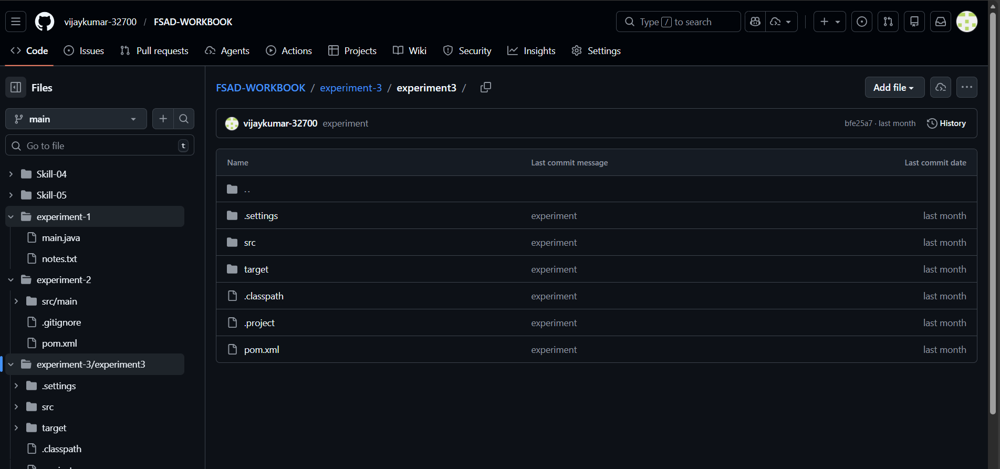 vijaykumar-32700 / FSAD-WORKBOOK
Type / to search
Code Issues Pull requests Agents Actions Projects Wiki Security Insights Settings
Files
main
Go to file t
Skill-04
Skill-05
experiment-1
main.java
notes.txt
experiment-2
src/main
.gitignore
pom.xml
experiment-3/experiment3
.settings
src
target
.classpath
FSAD-WORKBOOK / experiment-3 / experiment3 /
Add file
vijaykumar-32700 experiment bfe25a7 · last month History
Name Last commit message Last commit date
..
.settings experiment last month
src experiment last month
target experiment last month
.classpath experiment last month
.project experiment last month
pom.xml experiment last month